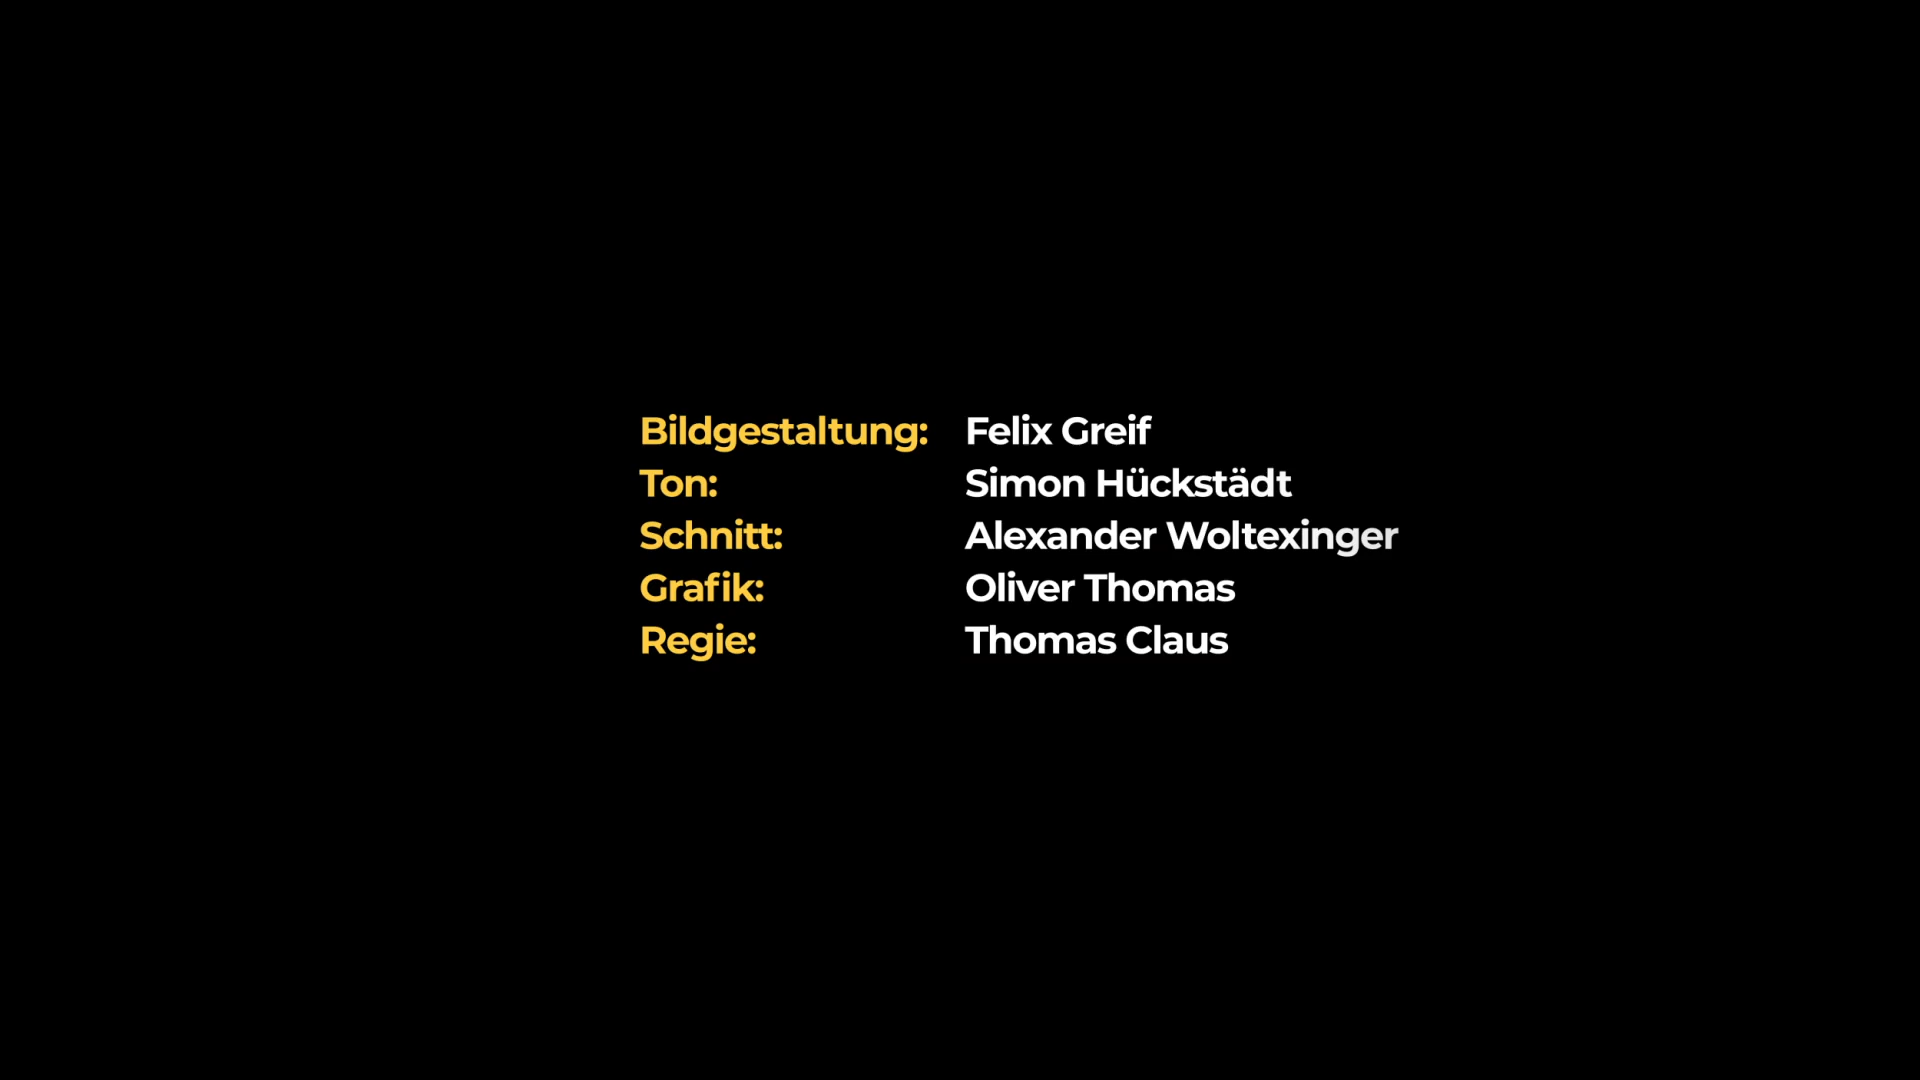 Bildgestaltung: Felix Greif
Ton: Simon Hückstädt
Schnitt: Alexander Woltexinger
Grafik: Oliver Thomas
Regie: Thomas Claus